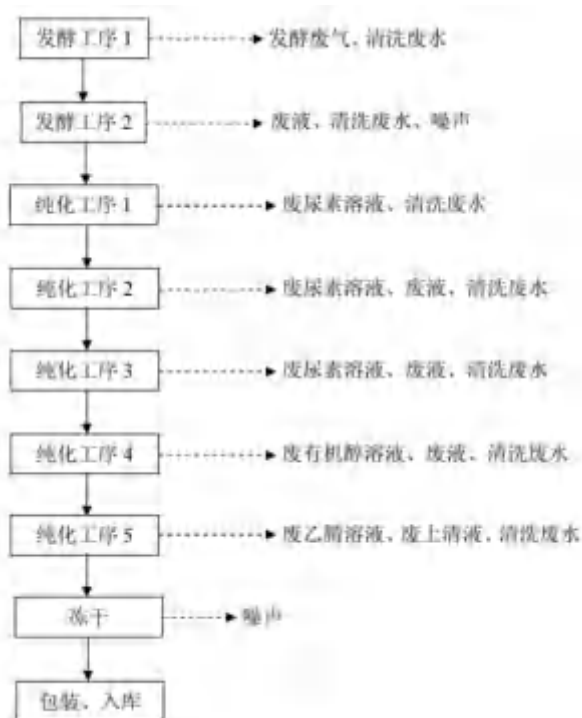 发酵工序1 发酵废气、清洗废水
发酵工序2 废液、清洗废水、噪声
纯化工序1 废尿素溶液、清洗废水
纯化工序2 废尿素溶液、废液、清洗废水
纯化工序3 废尿素溶液、废液、清洗废水
纯化工序4 废有机醇溶液、废液、清洗废水
纯化工序5 废乙腈溶液、废上清液、清洗废水
冻干 噪声
包装、入库